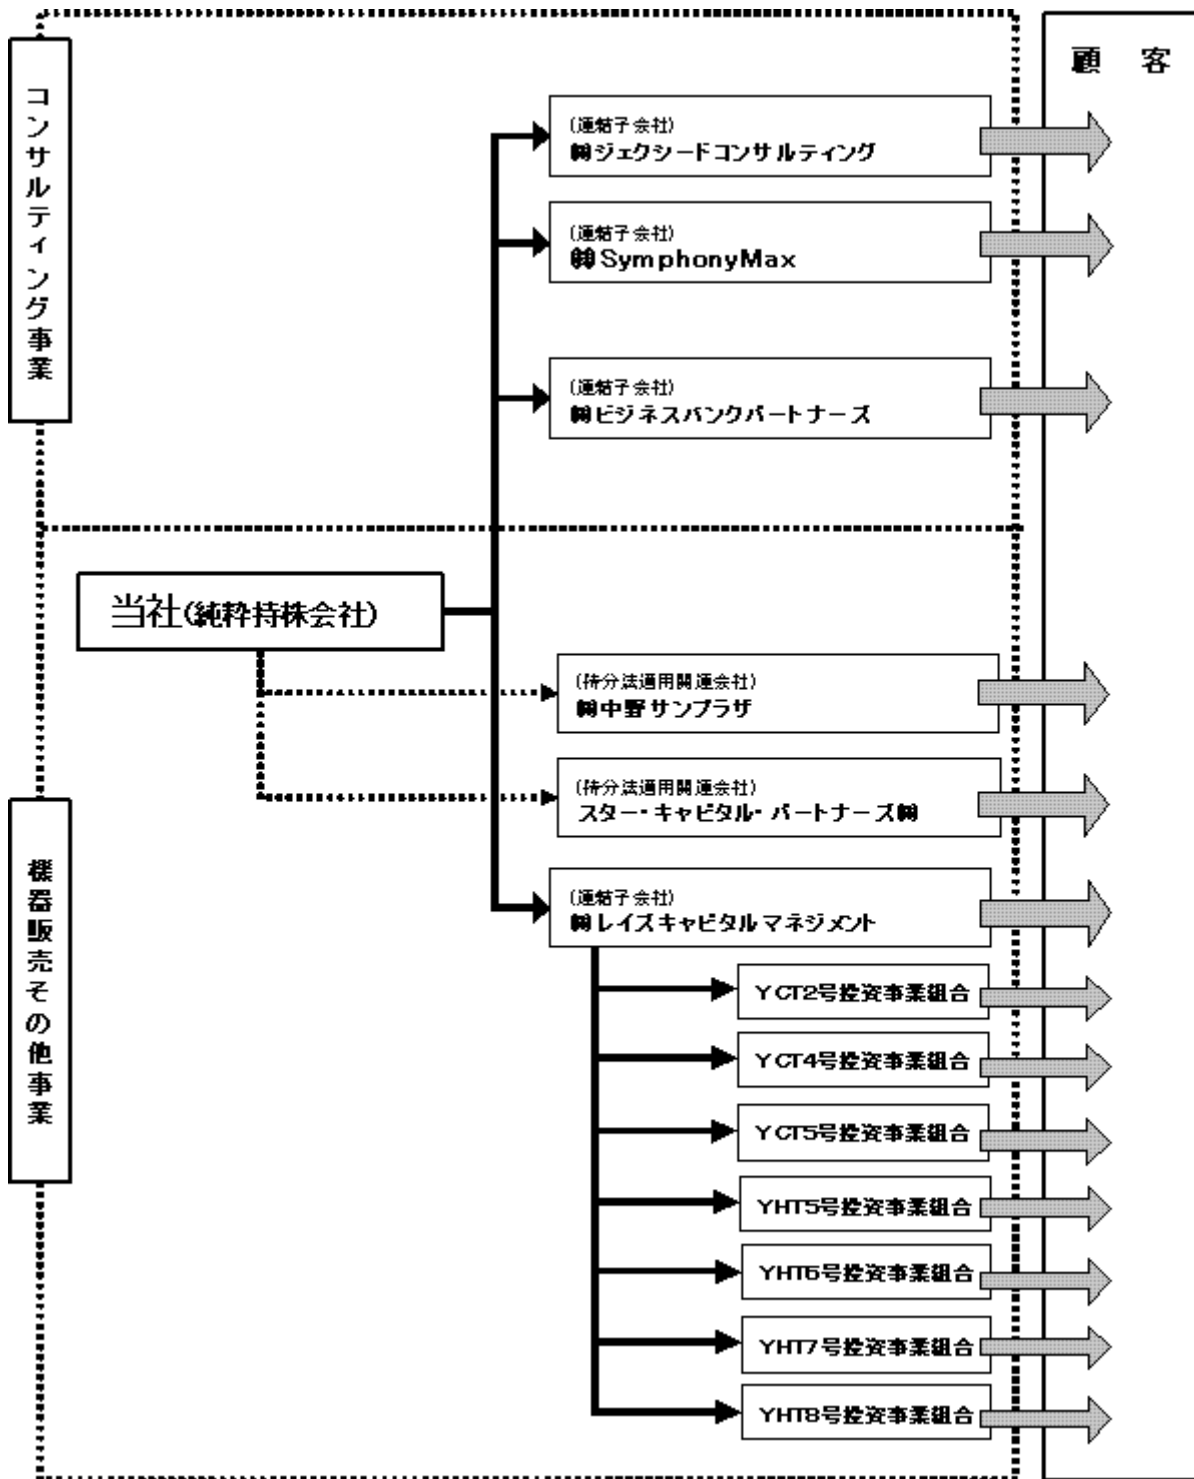 顧 客
コンサルティング事業
(連結子会社)
㈱ジェクシードコンサルティング
(連結子会社)
㈱SymphonyMax
(連結子会社)
㈱ビジネスバンクパートナーズ
当社(純粋持株会社)
(持分法適用関連会社)
㈱中野サンプラザ
(持分法適用関連会社)
スター・キャピタル・パートナーズ㈱
機器販売その他事業
(連結子会社)
㈱レイズキャピタルマネジメント
YCT2号投資事業組合
YCT4号投資事業組合
YCT5号投資事業組合
YHT5号投資事業組合
YHT6号投資事業組合
YHT7号投資事業組合
YHT8号投資事業組合